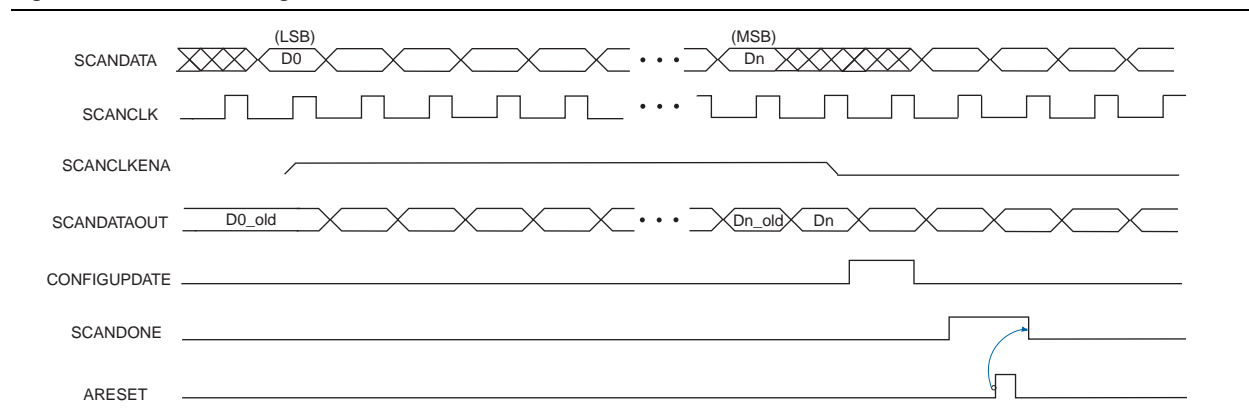 (LSB)
(MSB)
SCANDATA
D0
Dn
SCANCLK
SCANCLKENA
SCANDATAOUT
D0_old
Dn_old
Dn
CONFIGUPDATE
SCANDONE
ARESET